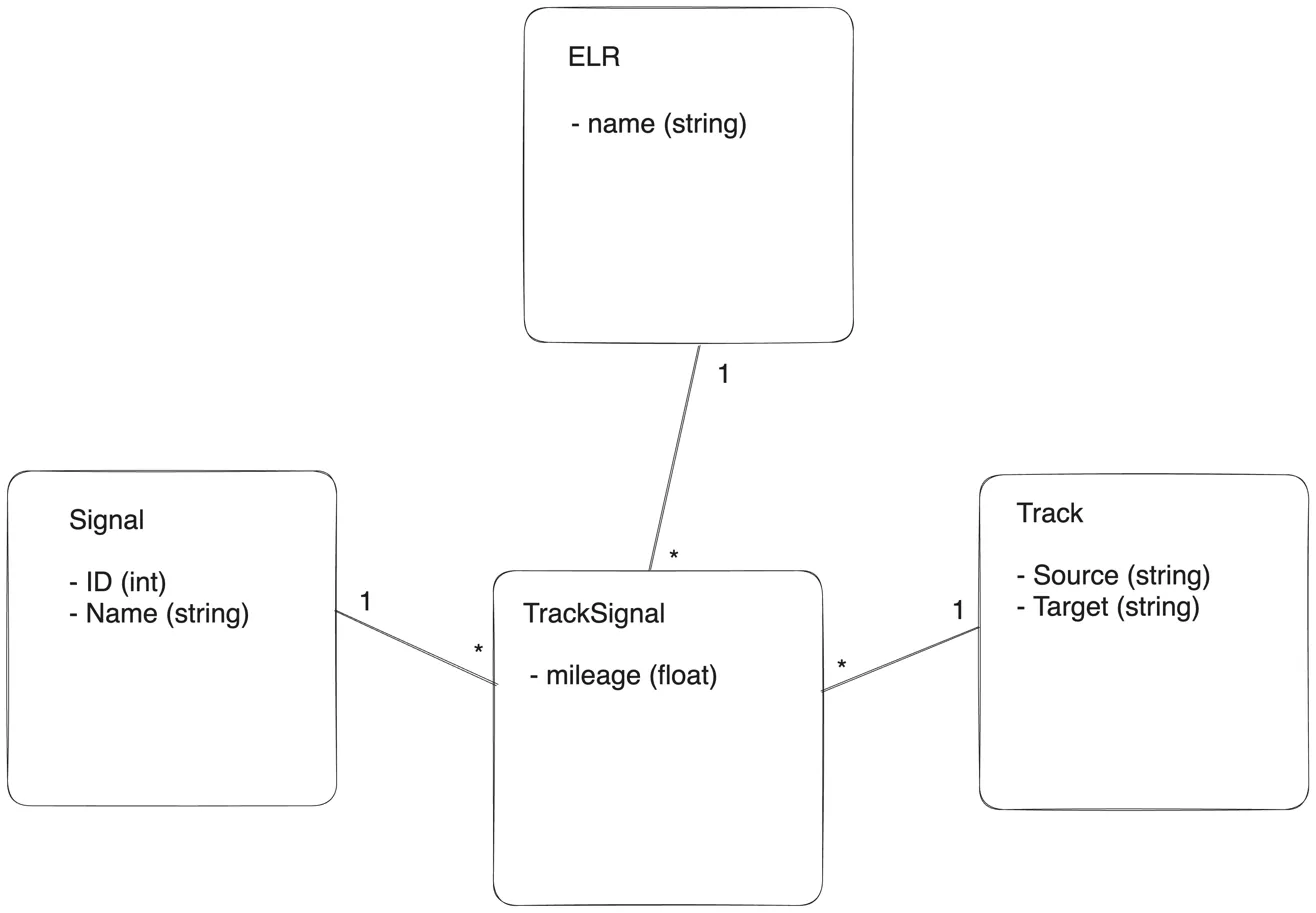 ELR
- name (string)
1
*
Signal
- ID (int)
- Name (string)
1
*
TrackSignal
- mileage (float)
Track
- Source (string)
- Target (string)
1
*